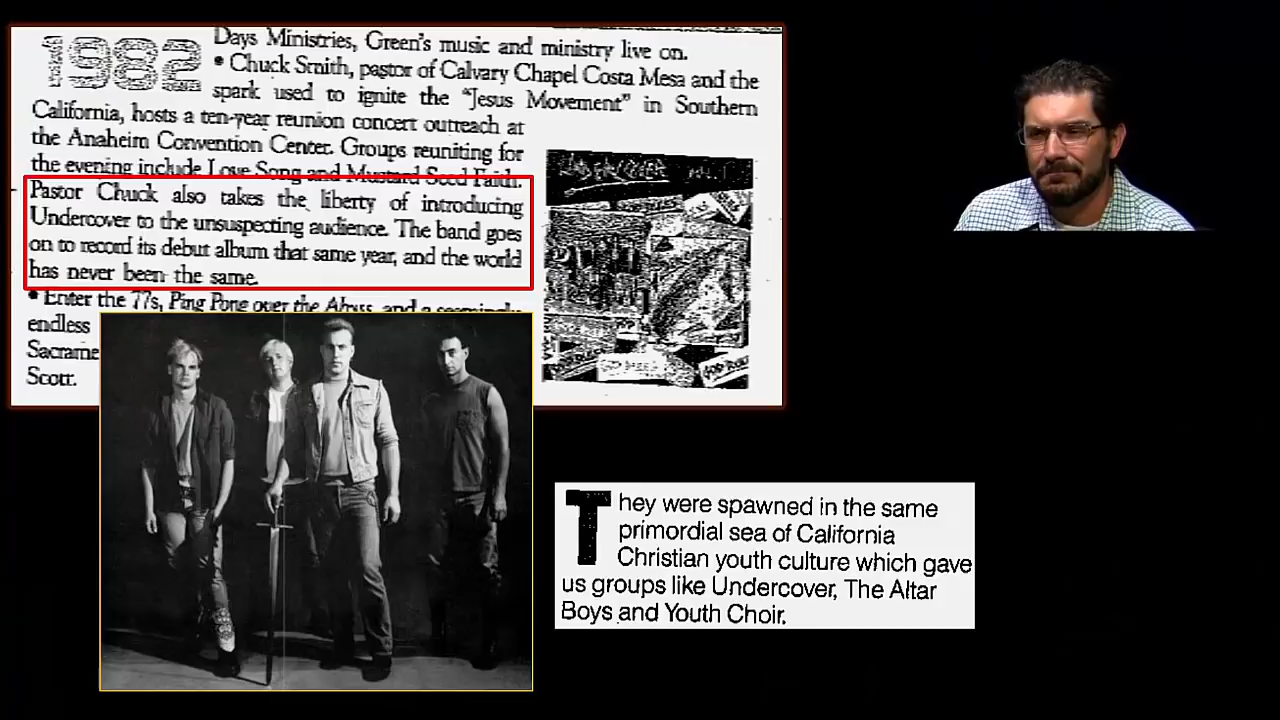 1982
Days Ministries, Green's music and ministry live on.
• Chuck Smith, pastor of Calvary Chapel Costa Mesa and the
spark used to ignite the "Jesus Movement" in Southern
California, hosts a ten-year reunion concert outreach at
the Anaheim Convention Center. Groups reuniting for
the evening include Love Song and Mustard Seed Faith.
Pastor Chuck also takes the liberty of introducing
Undercover to the unsuspecting audience. The band goes
on to record its debut album that same year, and the world
has never been the same.
• Enter the 77s, Ping Pong over the Abyss, and a seemingly
endless
Sacrame
Scott.
GOD RULES
They were spawned in the same
primordial sea of California
Christian youth culture which gave
us groups like Undercover, The Altar
Boys and Youth Choir.